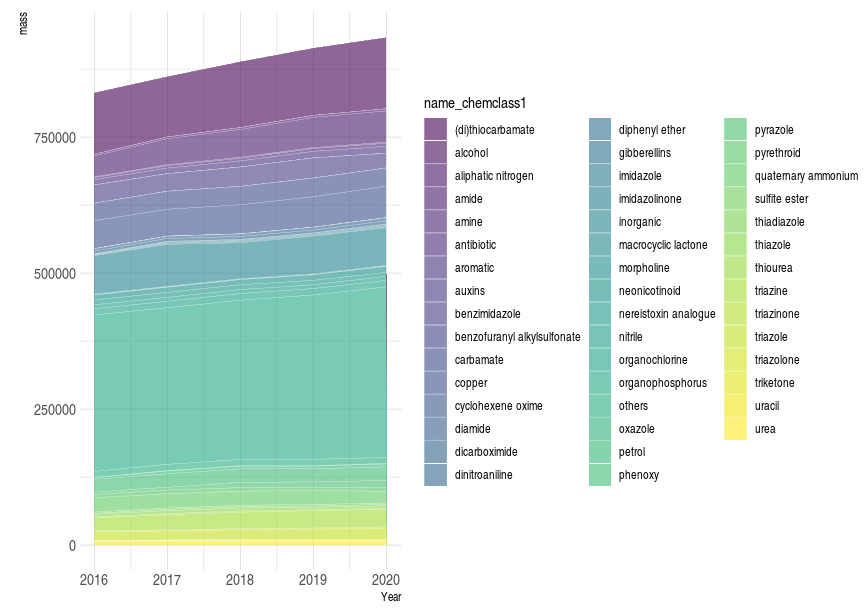 mass
750000
500000
250000
0
2016 2017 2018 2019 2020
Year
name_chemclass1
(di)thiocarbamate
alcohol
aliphatic nitrogen
amide
amine
antibiotic
aromatic
auxins
benzimidazole
benzofuranyl alkylsulfonate
carbamate
copper
cyclohexene oxime
diamide
dicarboximide
dinitroaniline
diphenyl ether
gibberellins
imidazole
imidazolinone
inorganic
macrocyclic lactone
morpholine
neonicotinoid
nereistoxin analogue
nitrile
organochlorine
organophosphorus
others
oxazole
petrol
phenoxy
pyrazole
pyrethroid
quaternary ammonium
sulfite ester
thiadiazole
thiazole
thiourea
triazine
triazinone
triazole
triazolone
triketone
uracil
urea